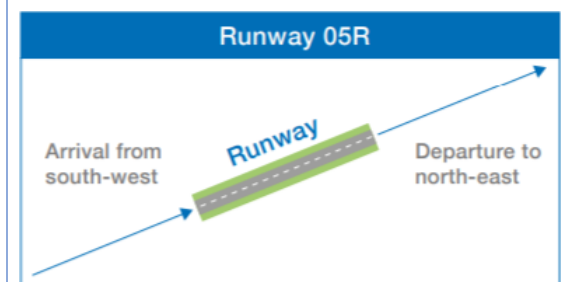 Runway 05R
Runway
Arrival from
south-west
Departure to
north-east